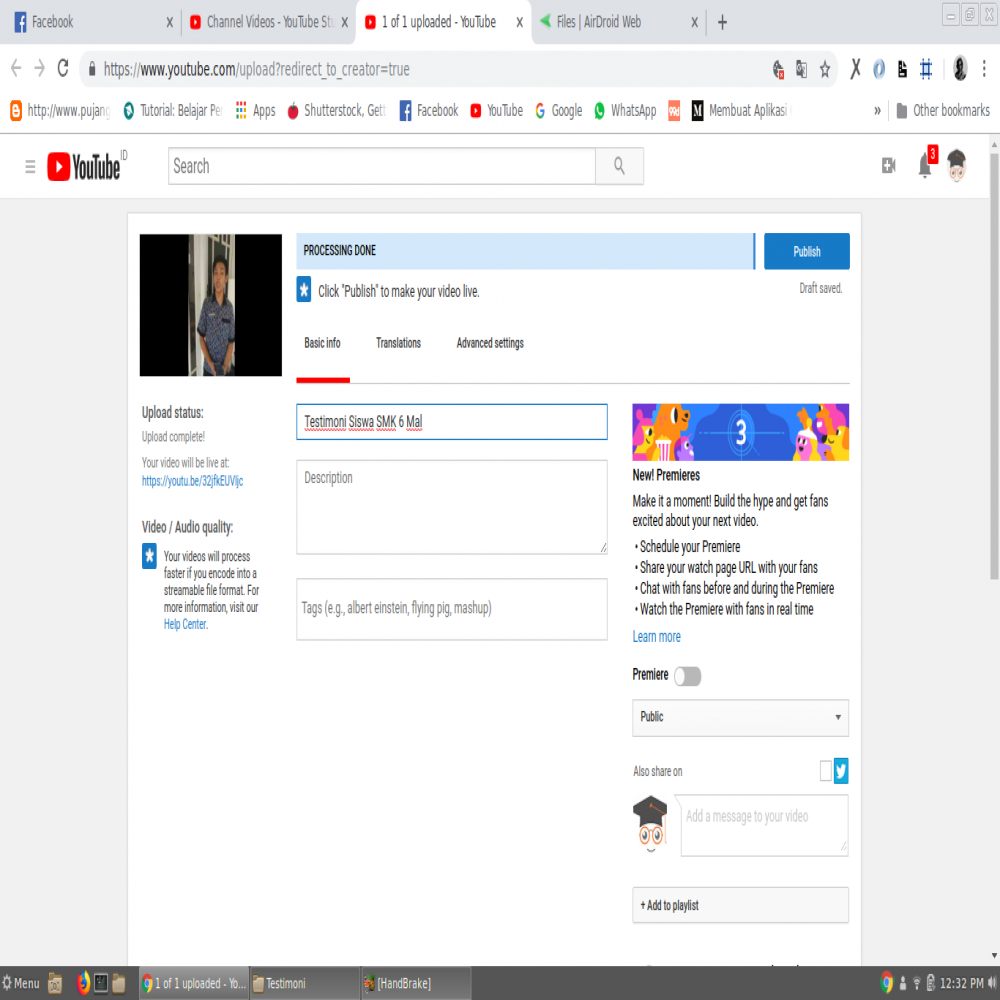 Facebook
Channel Videos - YouTube Stu
1 of 1 uploaded - YouTube
Files | AirDroid Web
https://www.youtube.com/upload?redirect_to_creator=true
http://www.pujang
Tutorial: Belajar Pe
Apps
Shutterstock, Gett
Facebook
YouTube
Google
WhatsApp
M Membuat Aplikasi
» Other bookmarks
YouTube ID
Search
3
PROCESSING DONE
Publish
Click "Publish" to make your video live.
Draft saved.
Basic info
Translations
Advanced settings
Upload status:
Upload complete!
Your video will be live at:
Video / Audio quality:
Your videos will process
faster if you encode into a
streamable file format. For
more information, visit our
Help Center.
Testimoni Siswa SMK 6 Mal
Description
Tags (e.g., albert einstein, flying pig, mashup)
3
New! Premieres
Make it a moment! Build the hype and get fans
excited about your next video.
• Schedule your Premiere
• Share your watch page URL with your fans
• Chat with fans before and during the Premiere
• Watch the Premiere with fans in real time
Learn more
Premiere
Public
Also share on
Add a message to your video
+ Add to playlist
Menu
1 of 1 uploaded - Yo...
Testimoni
[HandBrake]
12:32 PM